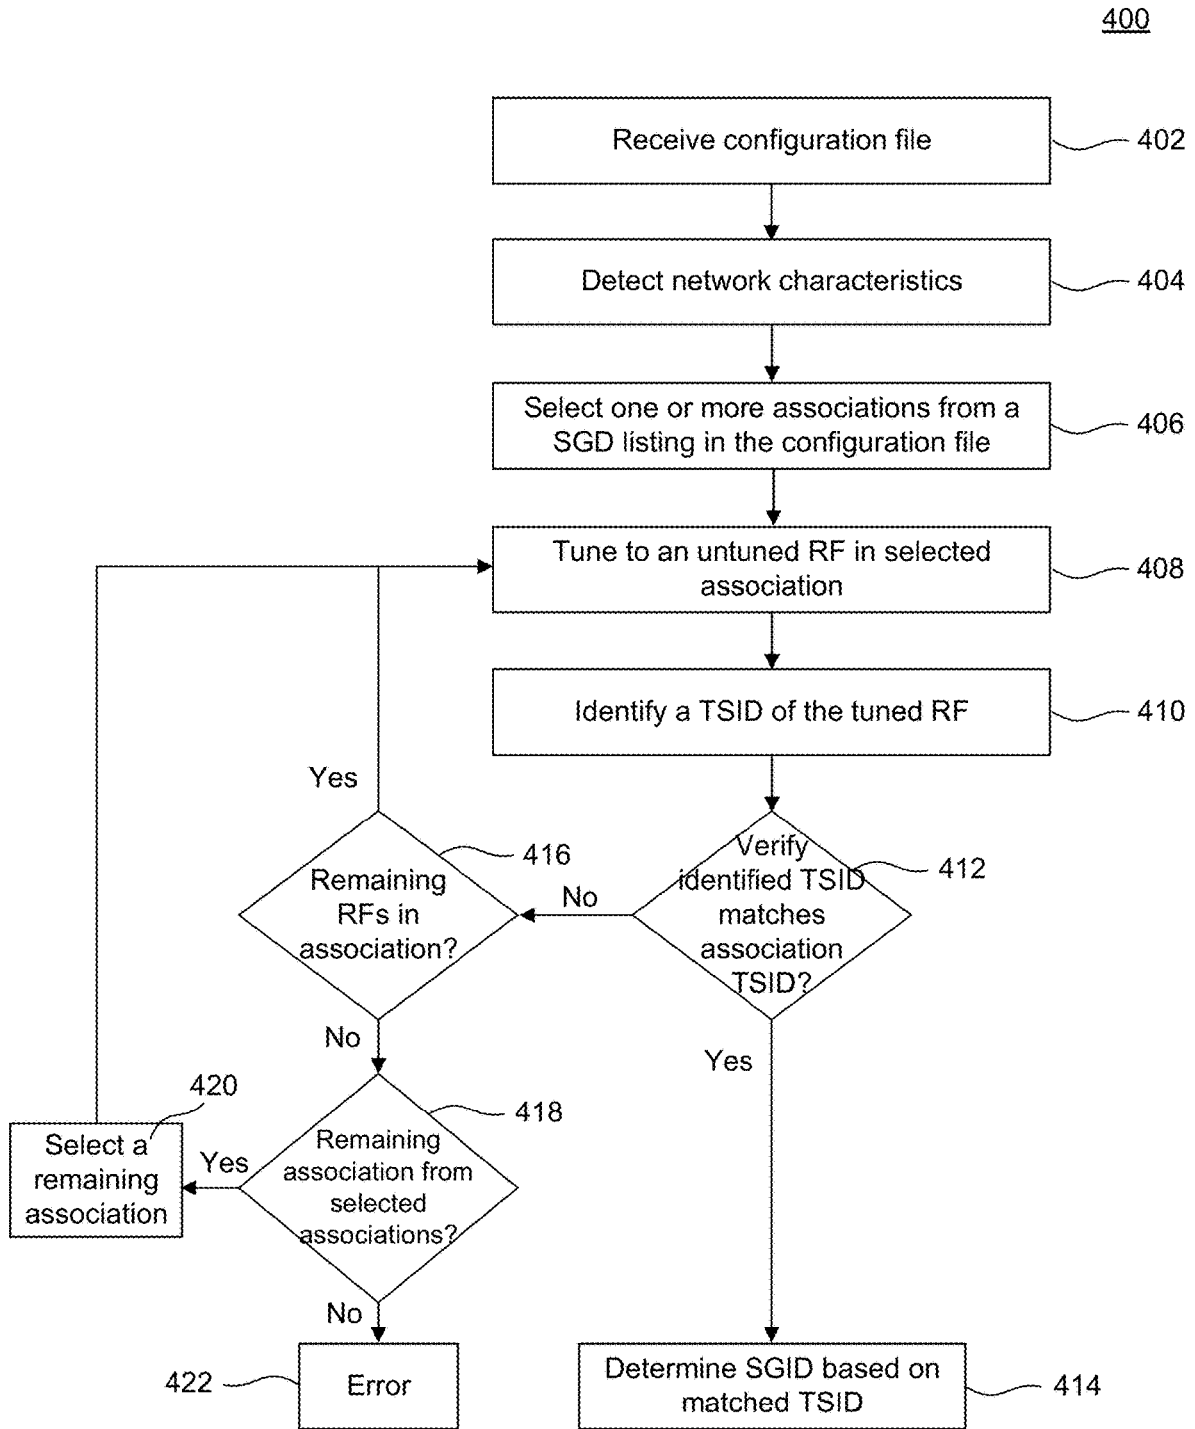 400
Receive configuration file
402
Detect network characteristics
404
Select one or more associations from a
SGD listing in the configuration file
406
Tune to an untuned RF in selected
association
408
Identify a TSID of the tuned RF
410
Yes
Remaining
RFs in
association?
416
No
Verify
identified TSID
matches
association
TSID?
412
No
Yes
420
Select a
remaining
association
Yes
Remaining
association from
selected
associations?
418
No
422
Error
Determine SGID based on
matched TSID
414